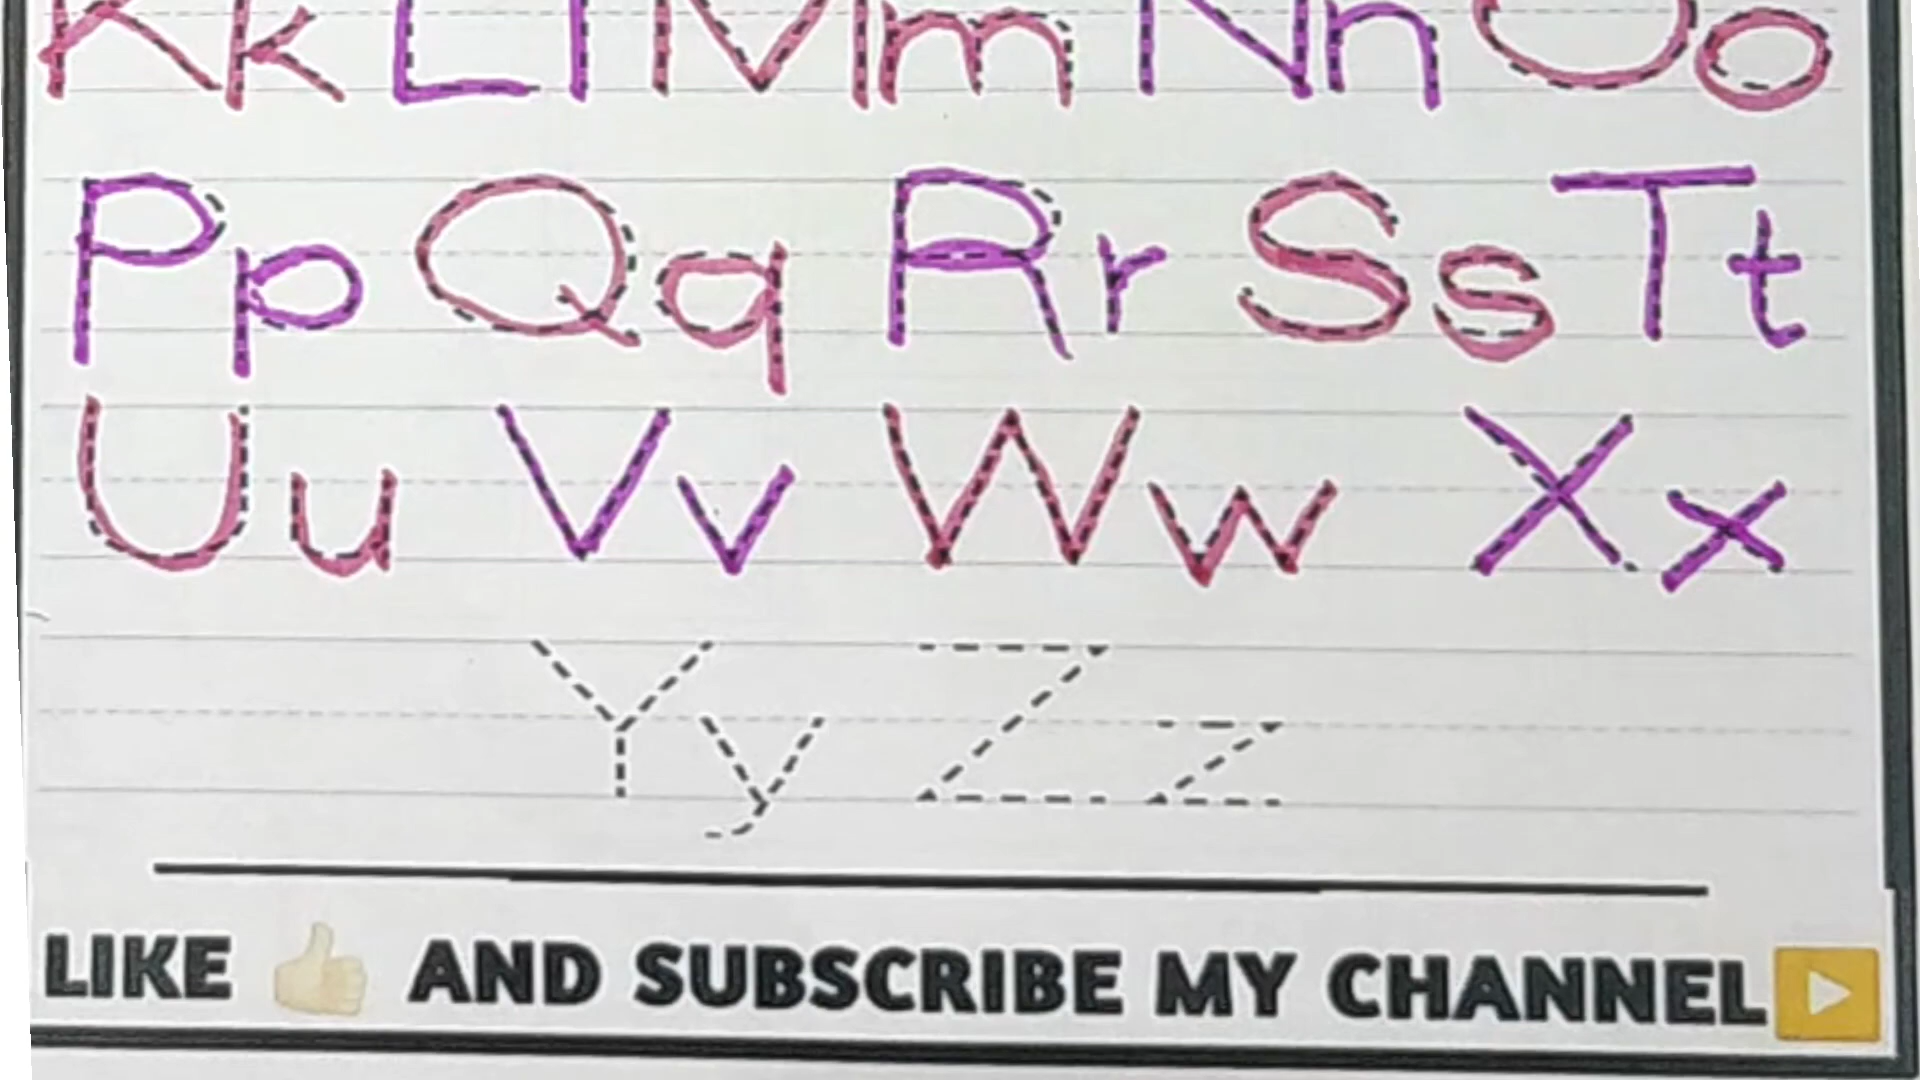 Kk Ll Mm Nn Oo
Pp Qq Rr Ss Tt
Uu Vv Ww Xx
Yy Zz
LIKE 👍 AND SUBSCRIBE MY CHANNEL